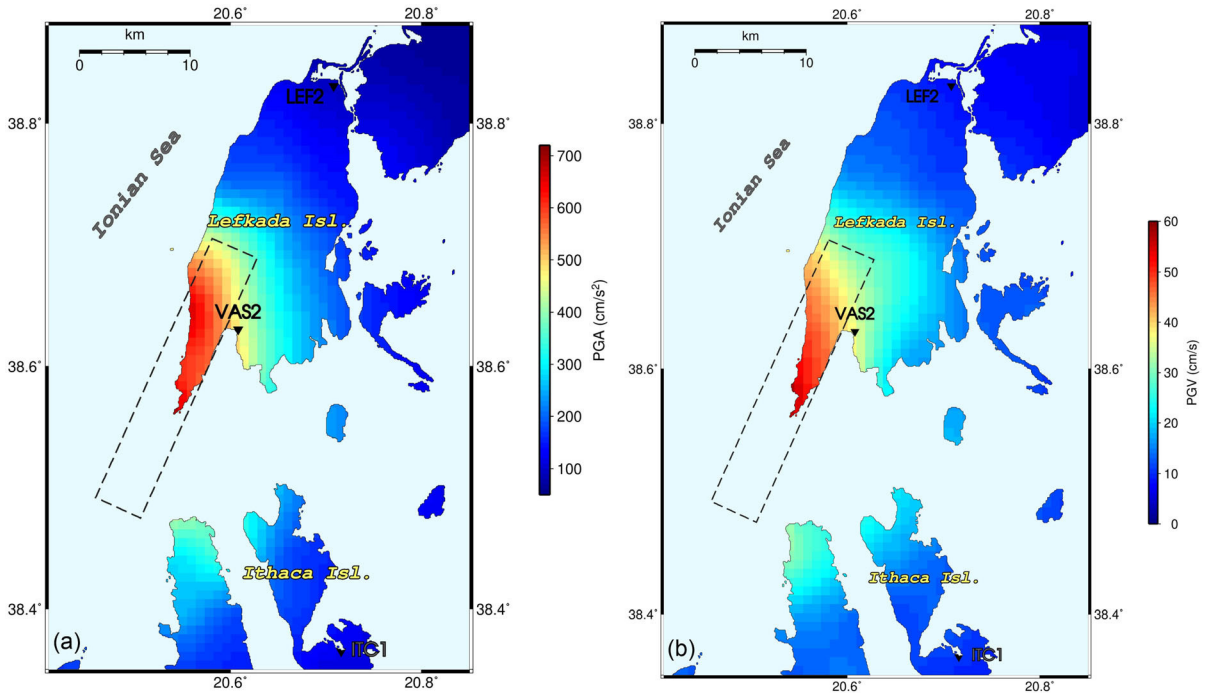 20.6°
20.8°
km
0
10
LEF2
38.8°
38.8°
Ionian Sea
Lefkada Isl.
VAS2
38.6°
38.6°
Ithaca Isl.
38.4°
38.4°
(a)
ITC1
20.6°
20.8°
700
600
500
400
300
200
100
PGA (cm/s²)
20.6°
20.8°
km
0
10
LEF2
38.8°
38.8°
Ionian Sea
Lefkada Isl.
VAS2
38.6°
38.6°
Ithaca Isl.
38.4°
38.4°
(b)
ITC1
20.6°
20.8°
60
50
40
30
20
10
0
PGV (cm/s)